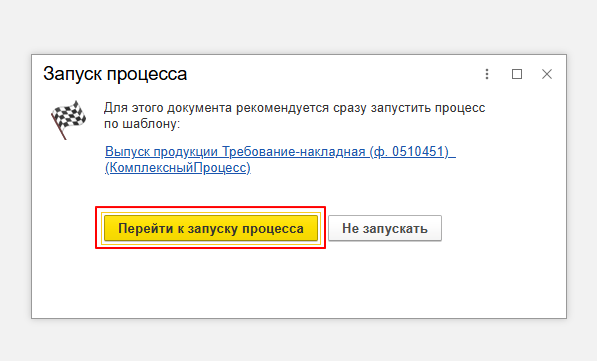 Запуск процесса
Для этого документа рекомендуется сразу запустить процесс
по шаблону:
Выпуск продукции Требование-накладная (ф. 0510451)
(КомплексныйПроцесс)
Перейти к запуску процесса
Не запускать